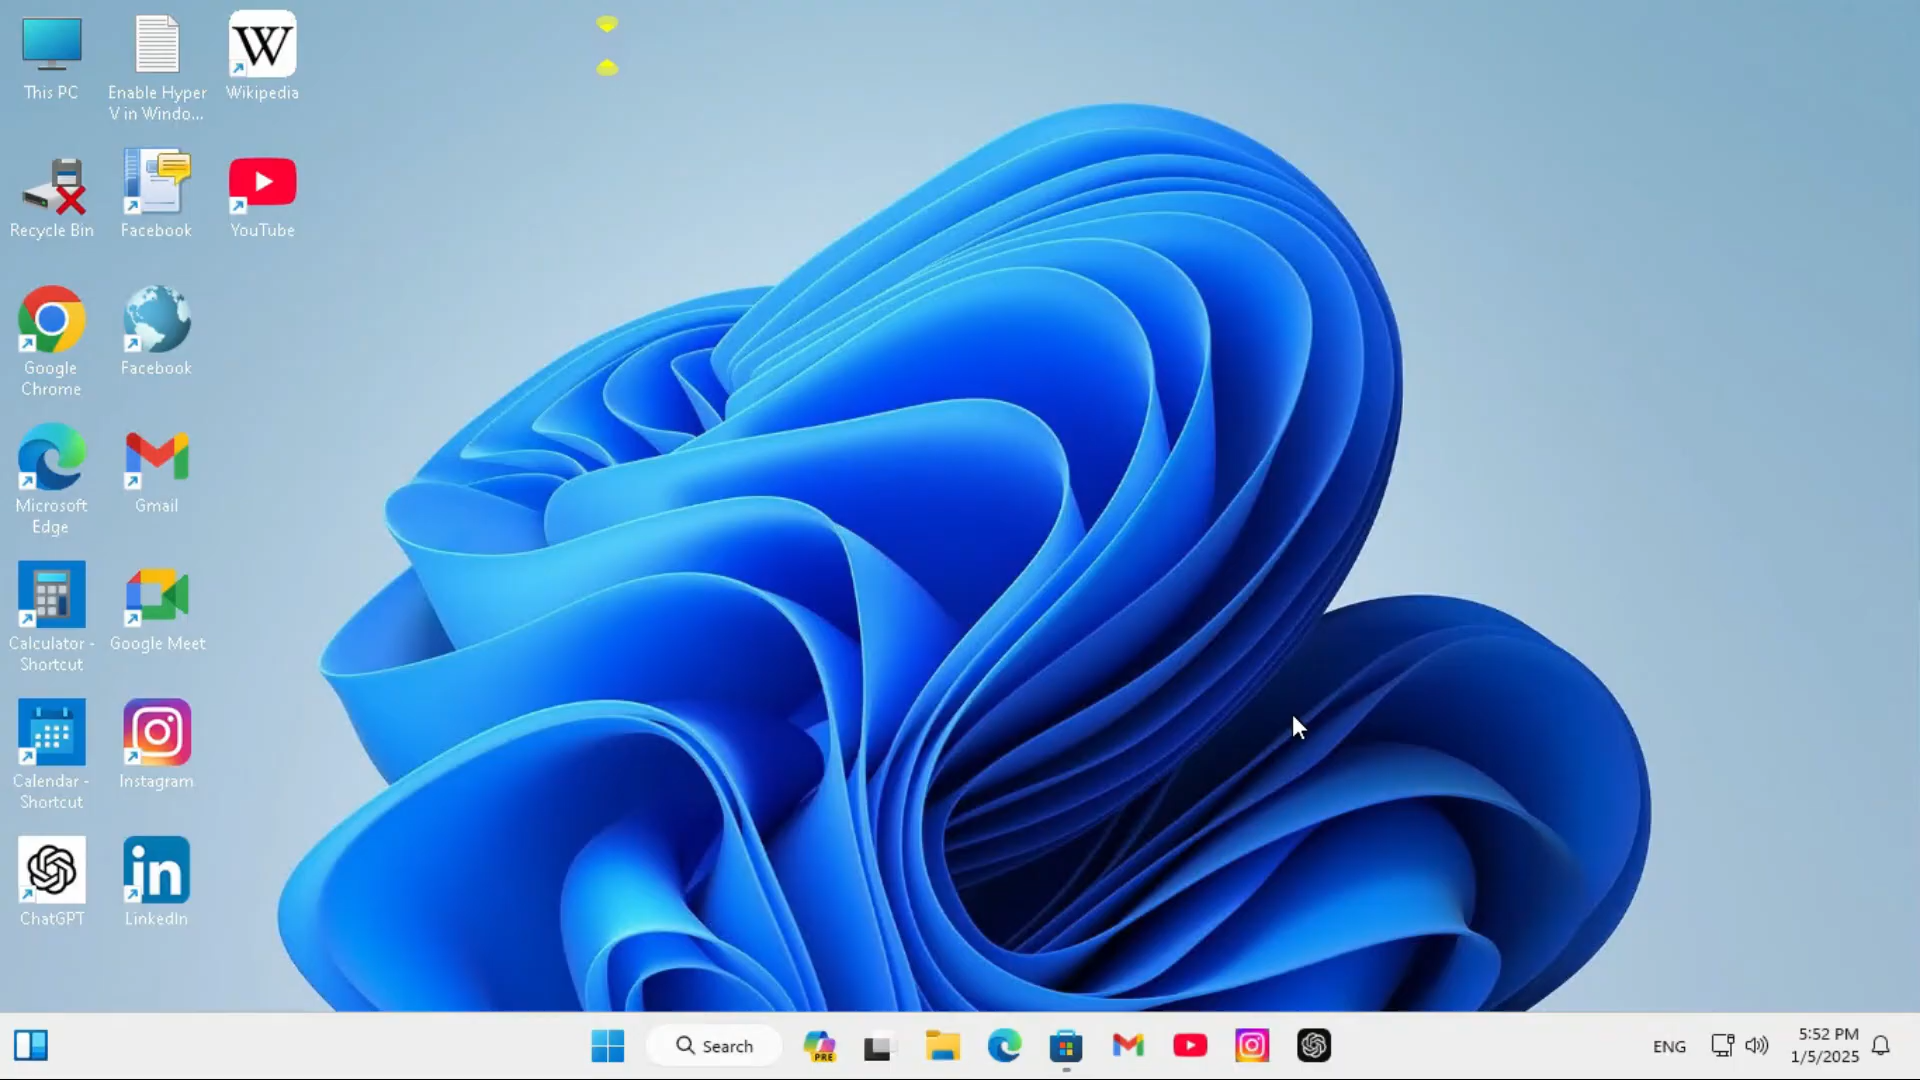 This PC
Enable Hyper
V in Windo...
W
Wikipedia
Recycle Bin
Facebook
YouTube
Google
Chrome
Facebook
Microsoft
Edge
Gmail
Calculator -
Shortcut
Google Meet
Calendar -
Shortcut
Instagram
ChatGPT
in
LinkedIn
Search
PRE
ENG
5:52 PM
1/5/2025